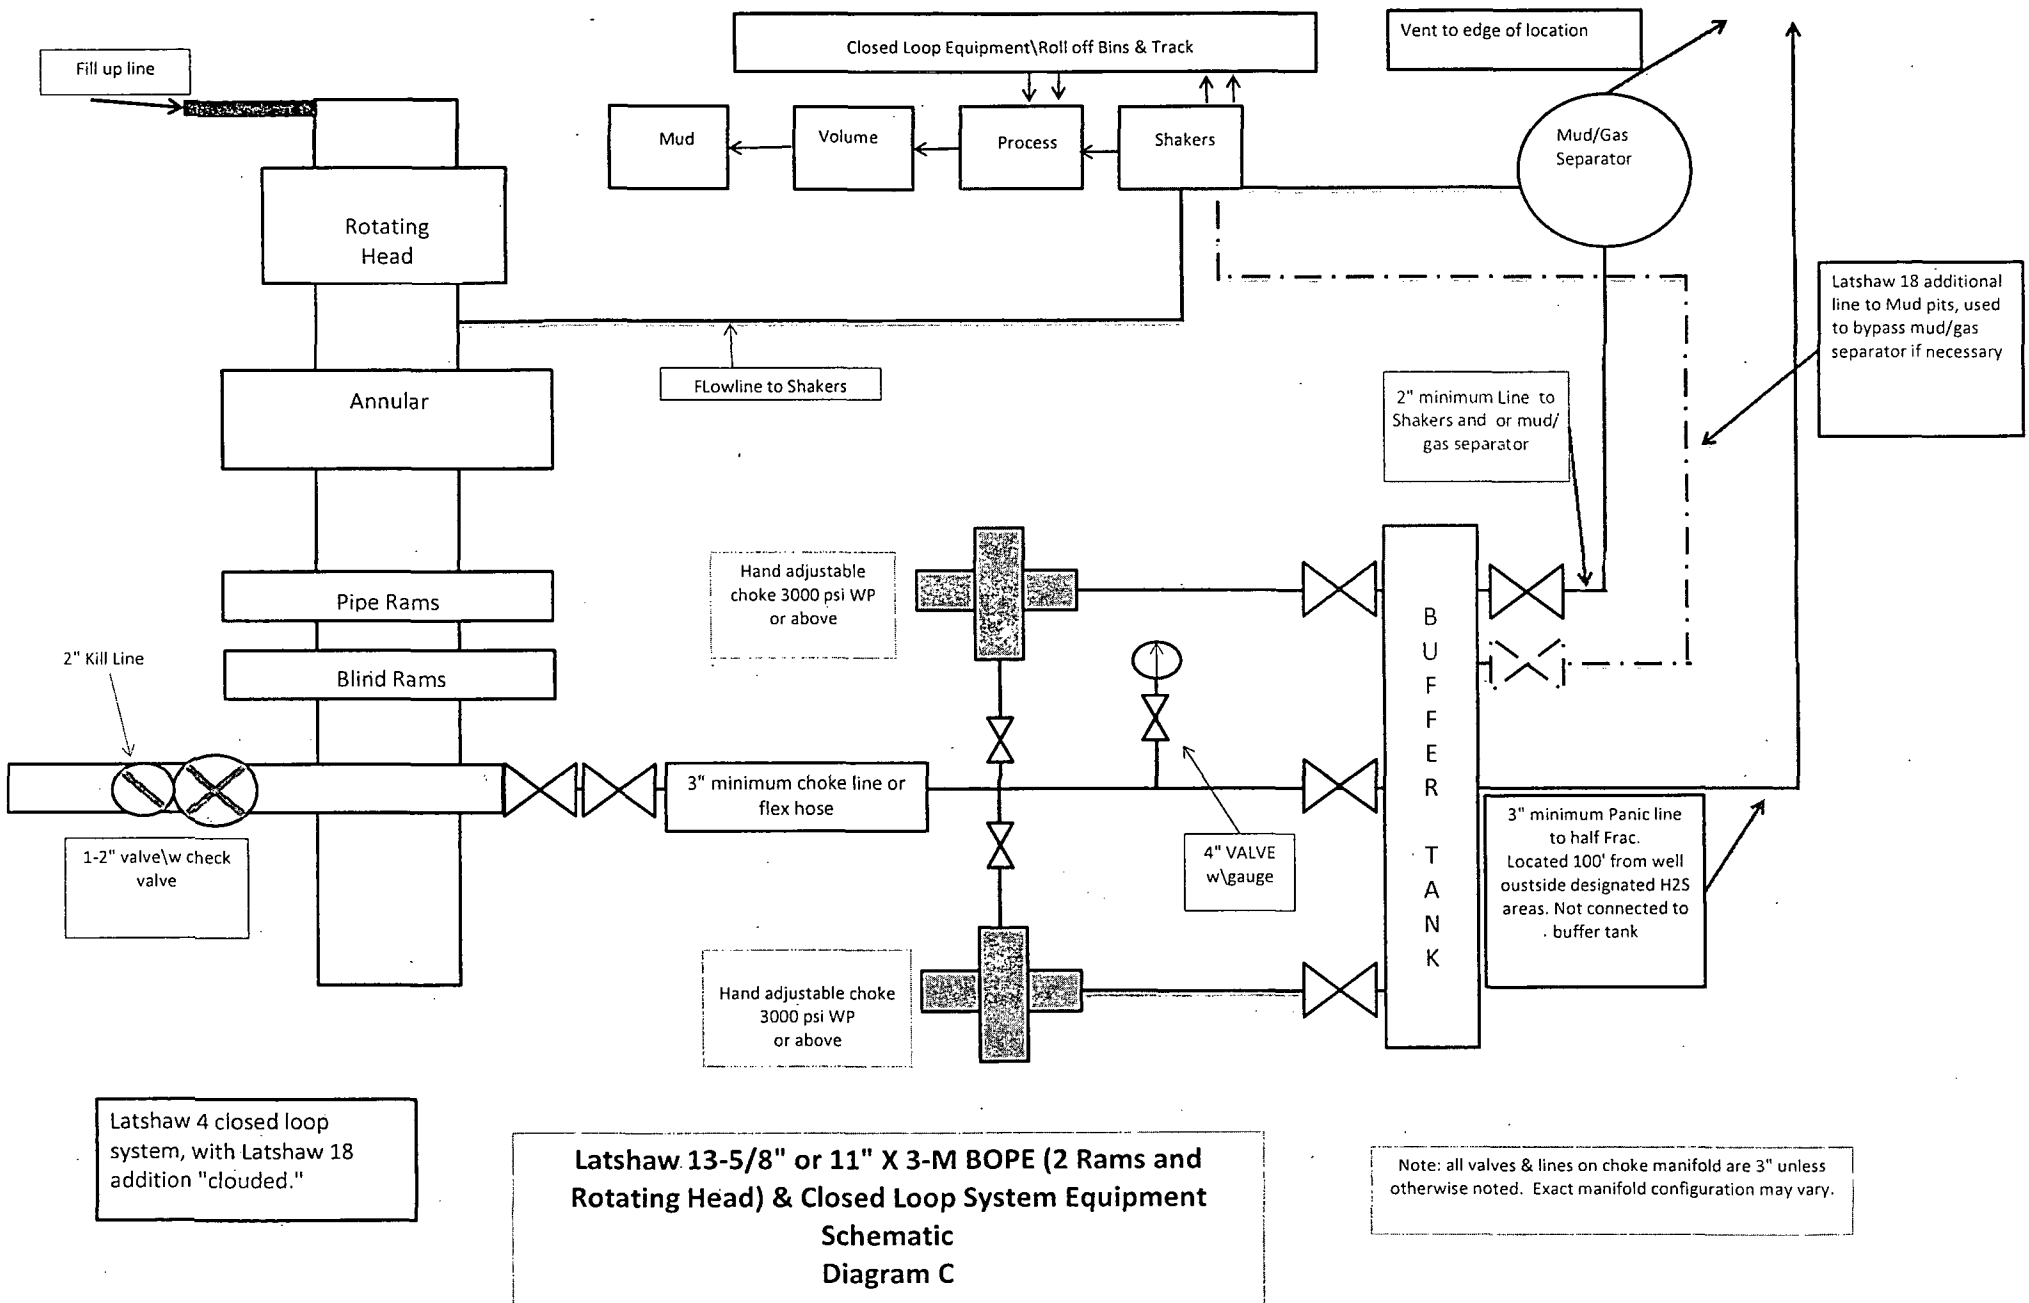 Fill up line
Closed Loop Equipment\Roll off Bins & Track
Vent to edge of location
Mud
Volume
Process
Shakers
Mud/Gas
Separator
Rotating
Head
Latshaw 18 additional
line to Mud pits, used
to bypass mud/gas
separator if necessary
FLowline to Shakers
Annular
2" minimum Line to
Shakers and or mud/
gas separator
Hand adjustable
choke 3000 psi WP
or above
Pipe Rams
Blind Rams
2" Kill Line
BUFFER TANK
3" minimum choke line or
flex hose
1-2" valve\w check
valve
4" VALVE
w\gauge
3" minimum Panic line
to half Frac.
Located 100' from well
oustside designated H2S
areas. Not connected to
buffer tank
Hand adjustable choke
3000 psi WP
or above
Latshaw 4 closed loop
system, with Latshaw 18
addition "clouded."
Latshaw 13-5/8" or 11" X 3-M BOPE (2 Rams and
Rotating Head) & Closed Loop System Equipment
Schematic
Diagram C
Note: all valves & lines on choke manifold are 3" unless
otherwise noted. Exact manifold configuration may vary.